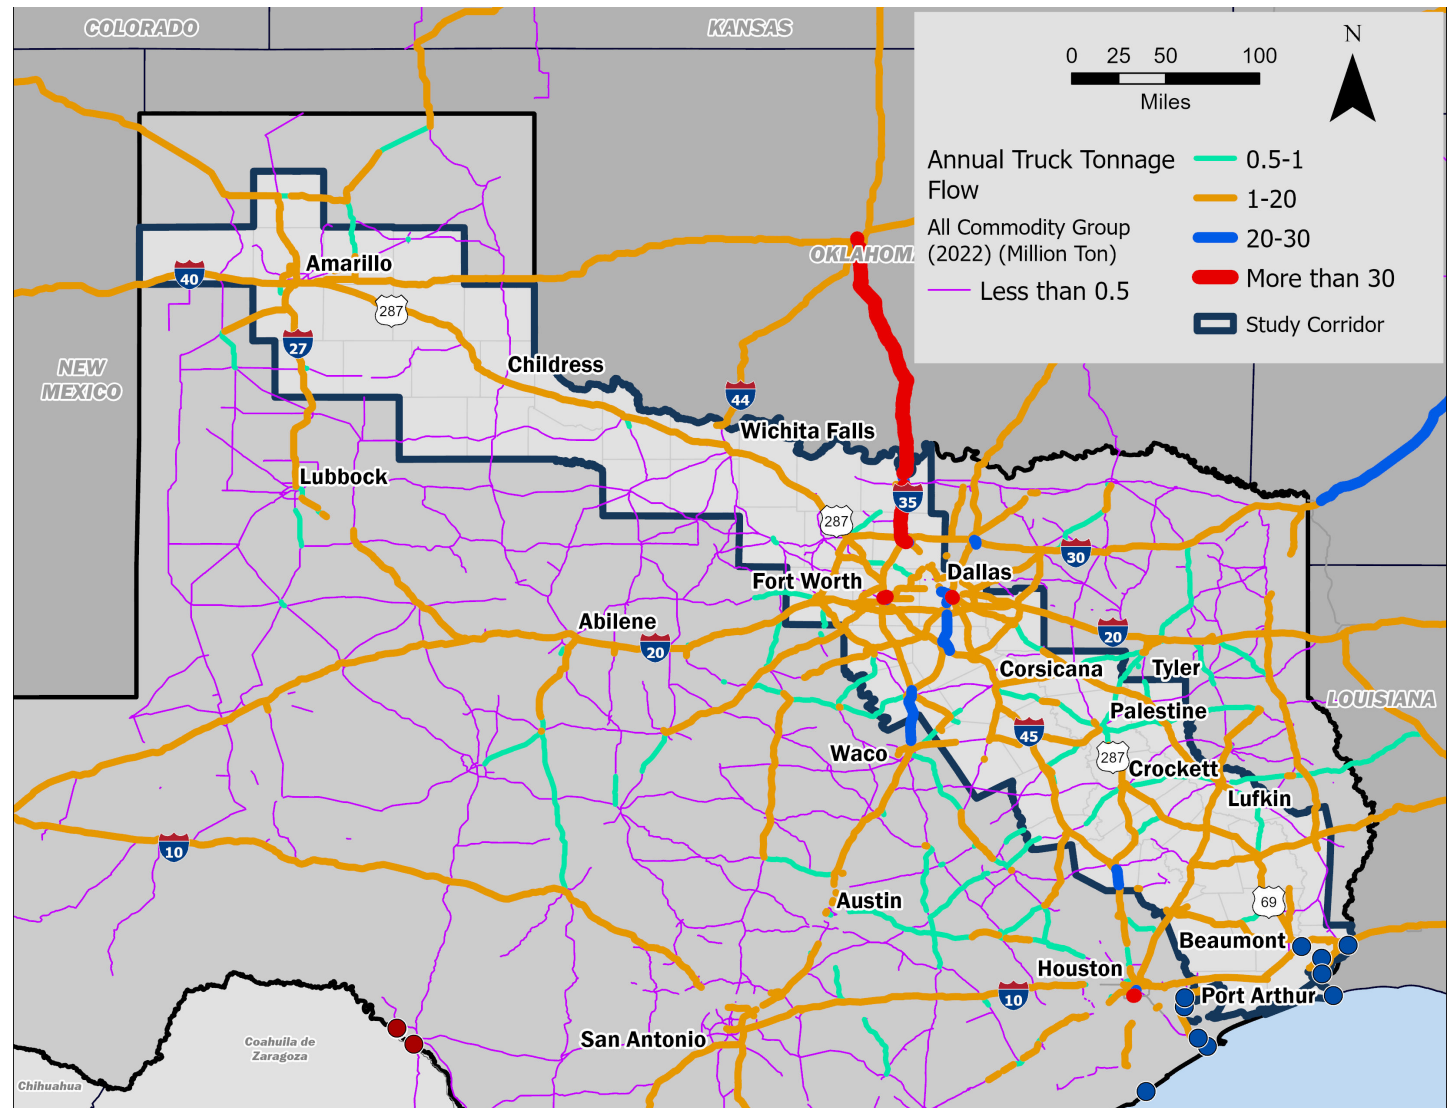 COLORADO
KANSAS
N
0 25 50 100
Miles
Annual Truck Tonnage
Flow
All Commodity Group
(2022) (Million Ton)
Less than 0.5
0.5-1
1-20
20-30
More than 30
Study Corridor
OKLAHOM
Amarillo
40
287
27
NEW
MEXICO
Childress
44
Wichita Falls
Lubbock
35
287
30
Dallas
Fort Worth
Abilene
20
20
Corsicana
Tyler
LOUISIANA
Palestine
45
Waco
287
Crockett
Lufkin
10
Austin
69
Beaumont
Houston
10
Port Arthur
San Antonio
Coahuila de
Zaragoza
Chihuahua